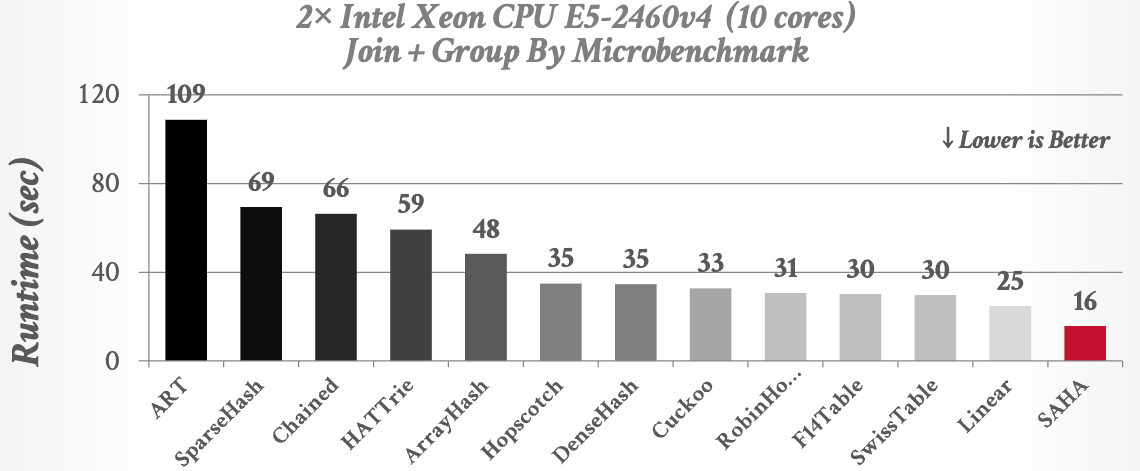 2× Intel Xeon CPU E5-2460v4 (10 cores)
Join + Group By Microbenchmark
Runtime (sec)
120
80
40
0
↓ Lower is Better
109
69
66
59
48
35
35
33
31
30
30
25
16
ART
SparseHash
Chained
HATTrie
ArrayHash
Hopscotch
DenseHash
Cuckoo
RobinHo...
F14Table
SwissTable
Linear
SAHA